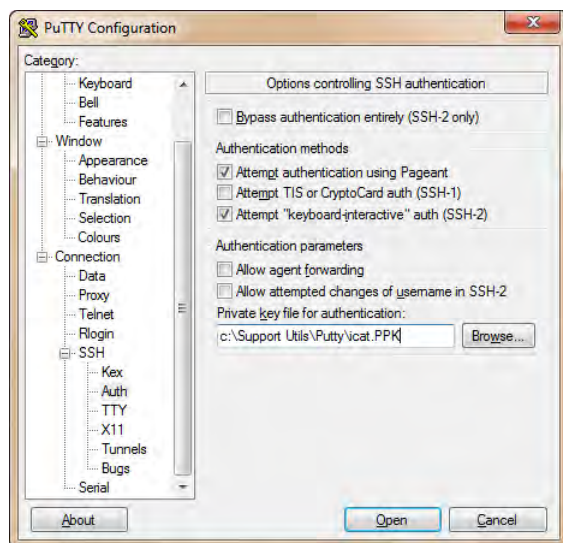 PuTTY Configuration
Category:
Keyboard
Bell
Features
Window
Appearance
Behaviour
Translation
Selection
Colours
Connection
Data
Proxy
Telnet
Rlogin
SSH
Kex
Auth
TTY
X11
Tunnels
Bugs
Serial
Options controlling SSH authentication
Bypass authentication entirely (SSH-2 only)
Authentication methods
Attempt authentication using Pageant
Attempt TIS or CryptoCard auth (SSH-1)
Attempt "keyboard-interactive" auth (SSH-2)
Authentication parameters
Allow agent forwarding
Allow attempted changes of username in SSH-2
Private key file for authentication:
c:\Support Utils\Putty\icat.PPK
Browse...
About
Open
Cancel